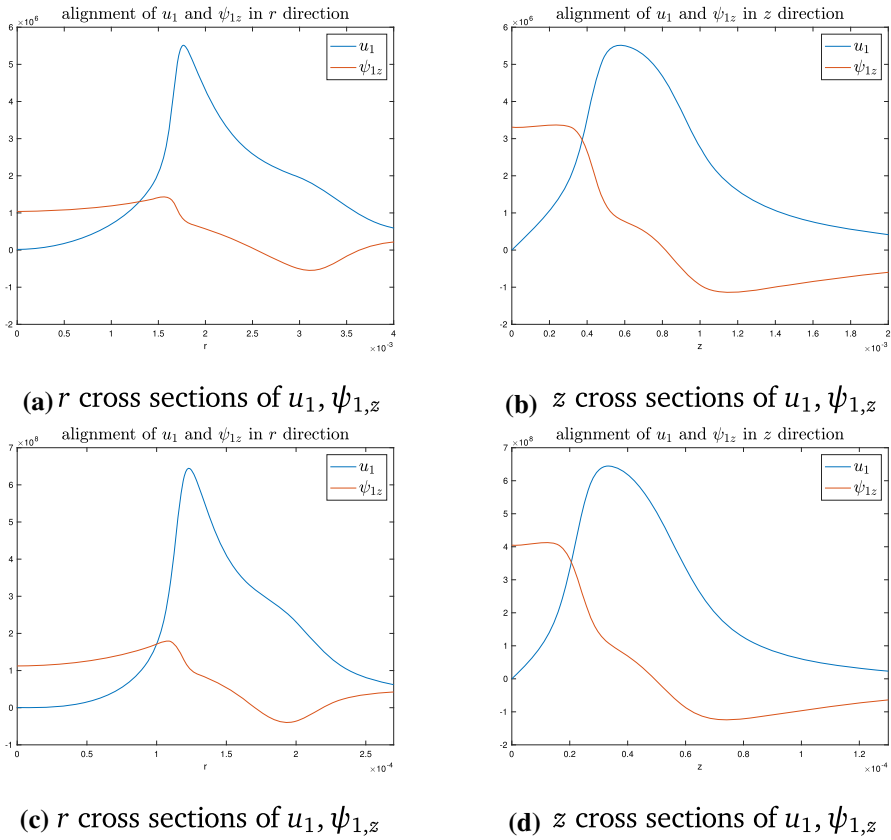 alignment of u₁ and ψ₁z in r direction
×10⁶
6
5
4
3
2
1
0
-1
-2
u₁
ψ₁z
0 0.5 1 1.5 2 2.5 3 3.5 4
r
×10⁻³
(a) r cross sections of u₁, ψ₁,z
alignment of u₁ and ψ₁z in z direction
×10⁶
6
5
4
3
2
1
0
-1
-2
u₁
ψ₁z
0 0.2 0.4 0.6 0.8 1 1.2 1.4 1.6 1.8 2
z
×10⁻³
(b) z cross sections of u₁, ψ₁,z
alignment of u₁ and ψ₁z in r direction
×10⁸
7
6
5
4
3
2
1
0
-1
u₁
ψ₁z
0 0.5 1 1.5 2 2.5
r
×10⁻⁴
(c) r cross sections of u₁, ψ₁,z
alignment of u₁ and ψ₁z in z direction
×10⁸
7
6
5
4
3
2
1
0
-1
-2
u₁
ψ₁z
0 0.2 0.4 0.6 0.8 1 1.2
z
×10⁻⁴
(d) z cross sections of u₁, ψ₁,z